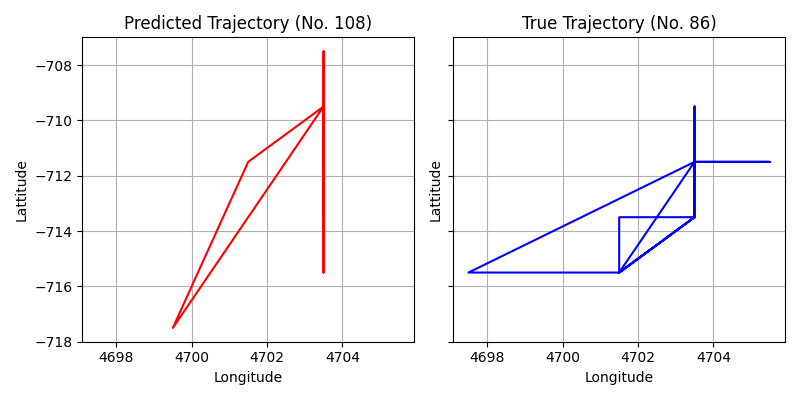 Predicted Trajectory (No. 108)
True Trajectory (No. 86)
Lattitude
−708
−710
−712
−714
−716
−718
4698
4700
4702
4704
Longitude
Lattitude
4698
4700
4702
4704
Longitude